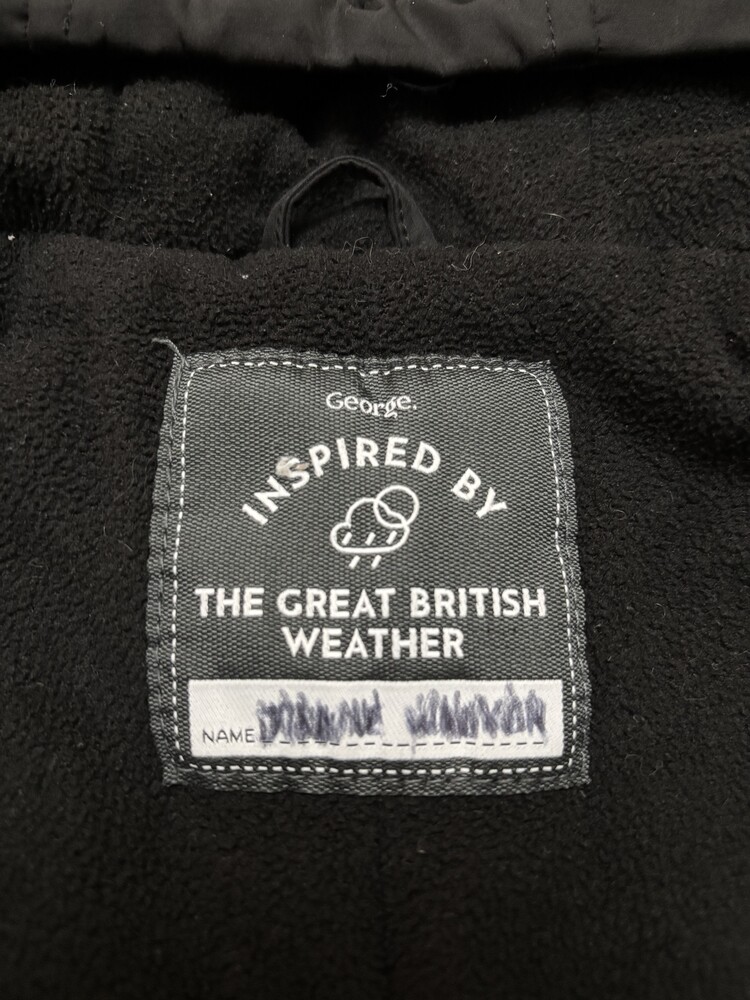 George.
INSPIRED BY
THE GREAT BRITISH
WEATHER
NAME